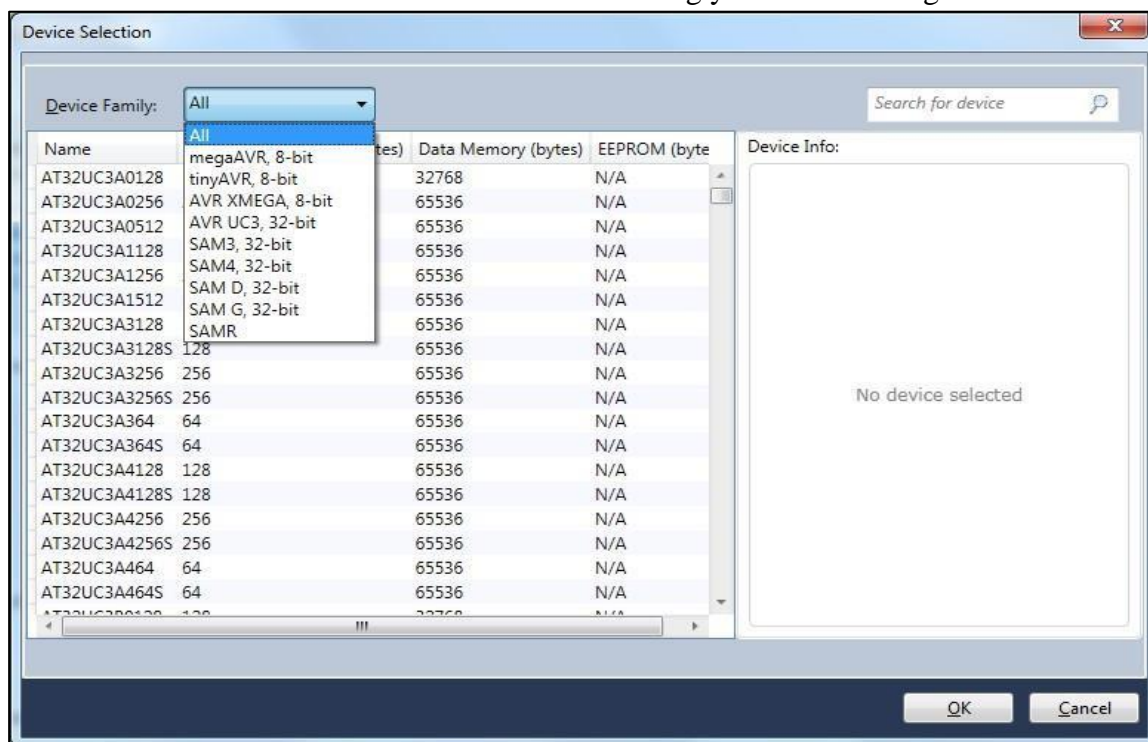 Device Selection
Device Family: All
Search for device
All
megaAVR, 8-bit
tinyAVR, 8-bit
AVR XMEGA, 8-bit
AVR UC3, 32-bit
SAM3, 32-bit
SAM4, 32-bit
SAM D, 32-bit
SAM G, 32-bit
SAMR
Name Data Memory (bytes) EEPROM (byte
AT32UC3A0128 32768 N/A
AT32UC3A0256 65536 N/A
AT32UC3A0512 65536 N/A
AT32UC3A1128 65536 N/A
AT32UC3A1256 65536 N/A
AT32UC3A1512 65536 N/A
AT32UC3A3128 65536 N/A
AT32UC3A3128S 128 65536 N/A
AT32UC3A3256 256 65536 N/A
AT32UC3A3256S 256 65536 N/A
AT32UC3A364 64 65536 N/A
AT32UC3A364S 64 65536 N/A
AT32UC3A4128 128 65536 N/A
AT32UC3A4128S 128 65536 N/A
AT32UC3A4256 256 65536 N/A
AT32UC3A4256S 256 65536 N/A
AT32UC3A464 64 65536 N/A
AT32UC3A464S 64 65536 N/A
Device Info:
No device selected
OK
Cancel